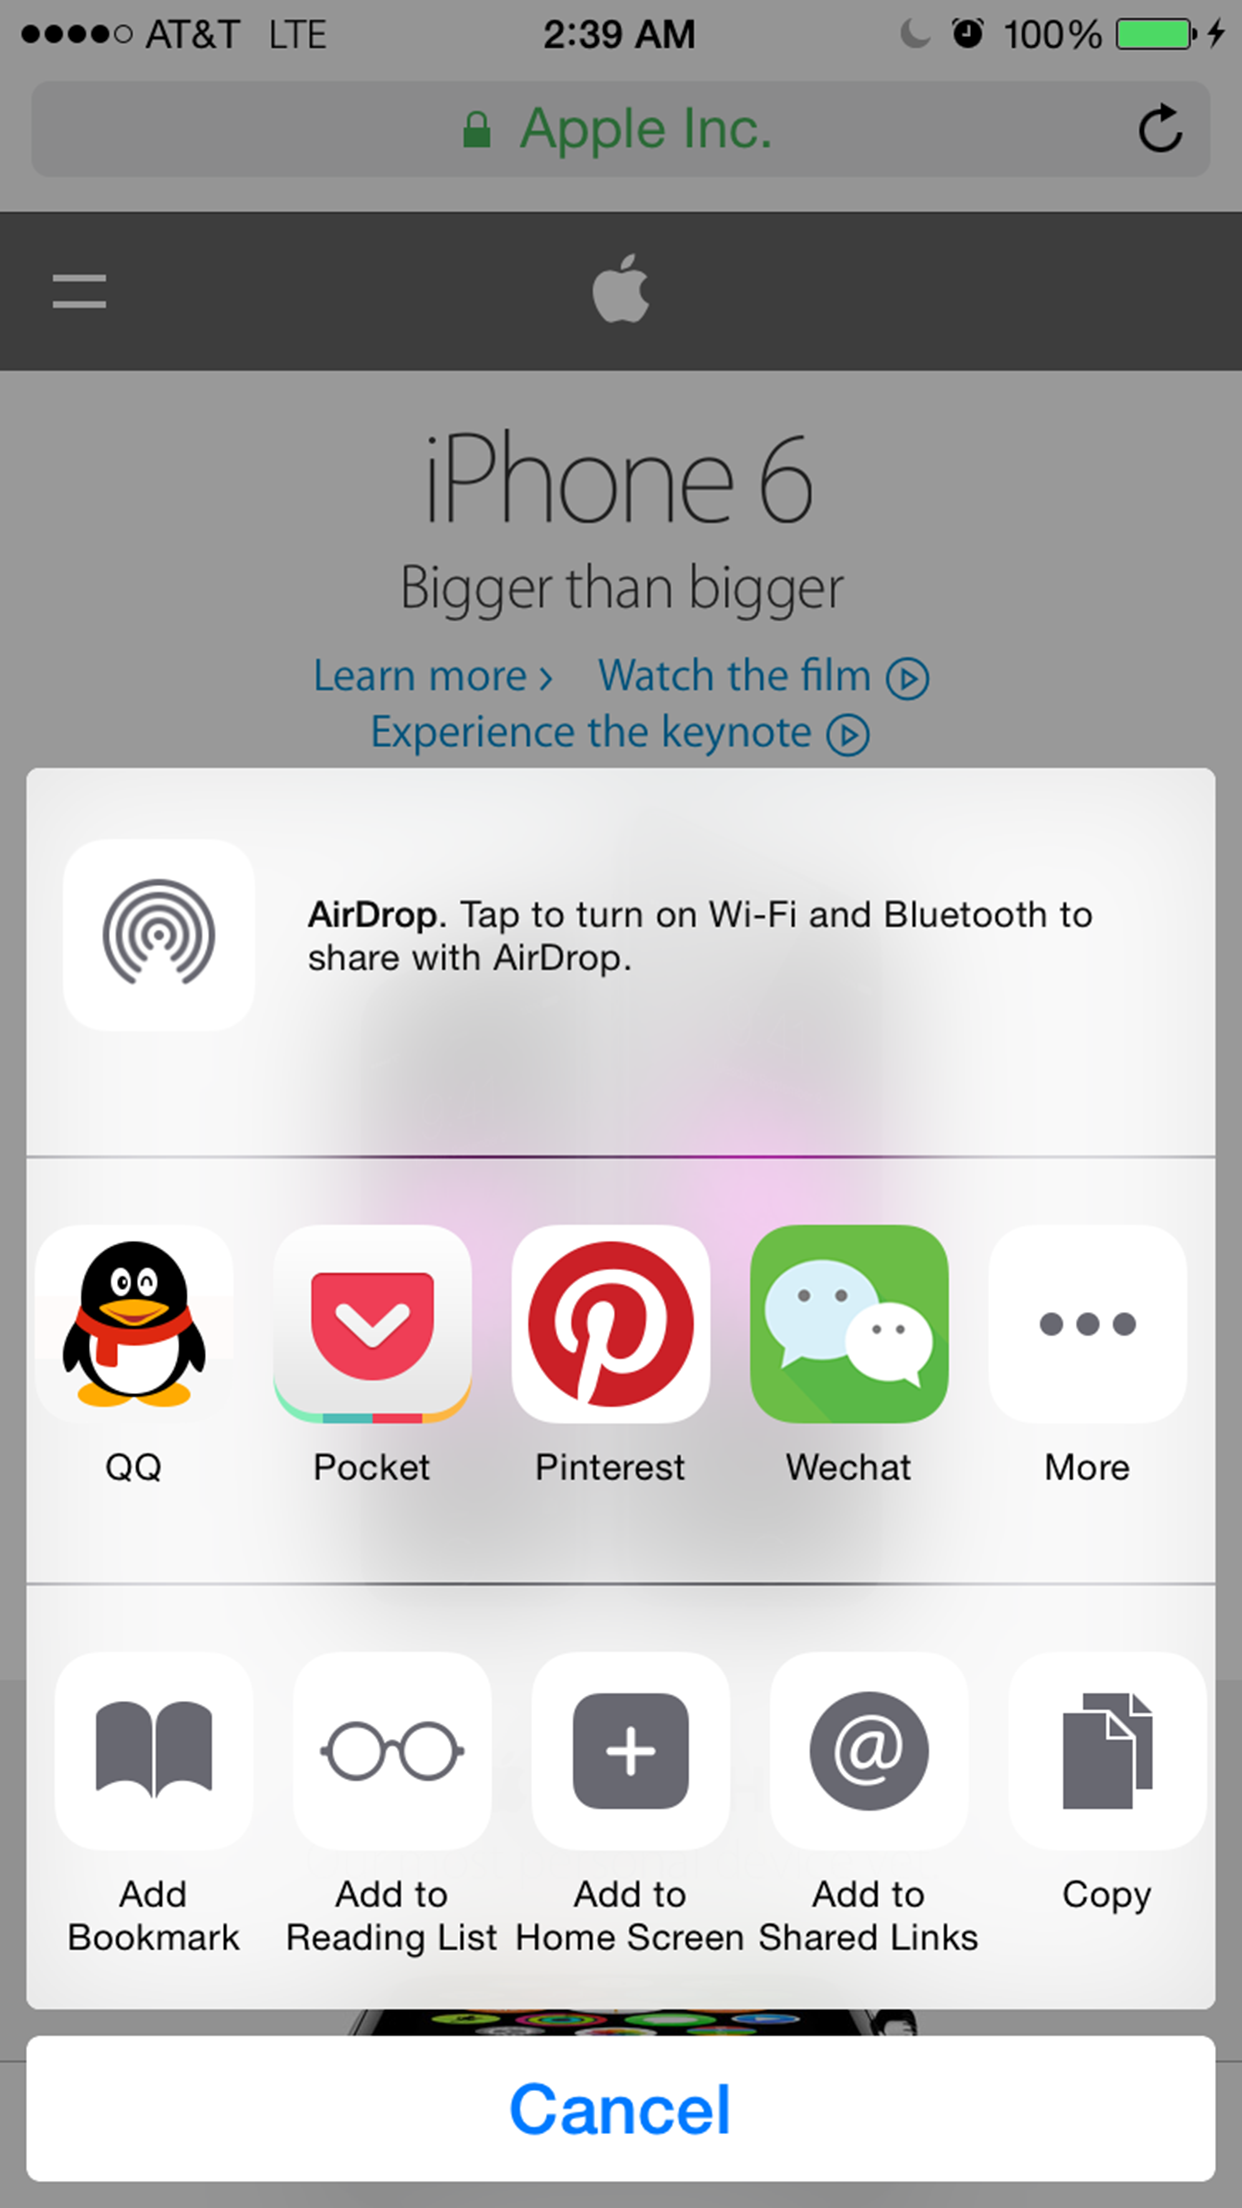 AT&T LTE 2:39 AM 100%
Apple Inc.
iPhone 6
Bigger than bigger
Learn more › Watch the film
Experience the keynote
AirDrop. Tap to turn on Wi-Fi and Bluetooth to
share with AirDrop.
QQ Pocket Pinterest Wechat More
Add Bookmark
Add to Reading List
Add to Home Screen
Add to Shared Links
Copy
Cancel